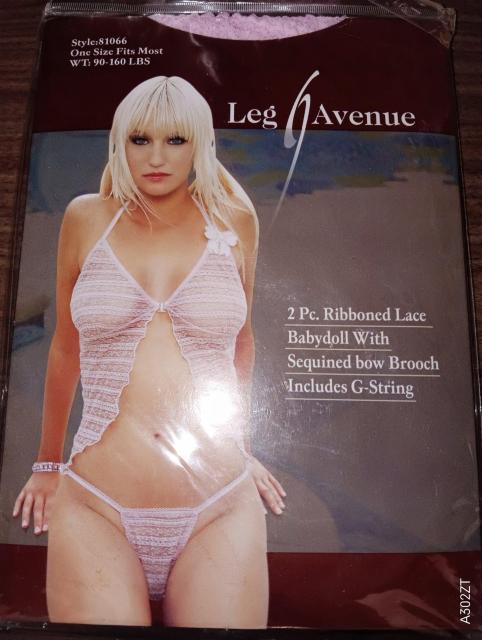 Style:81066
One Size Fits Most
WT: 90-160 LBS
Leg Avenue
2 Pc. Ribboned Lace
Babydoll With
Sequined bow Brooch
Includes G-String
A302ZT